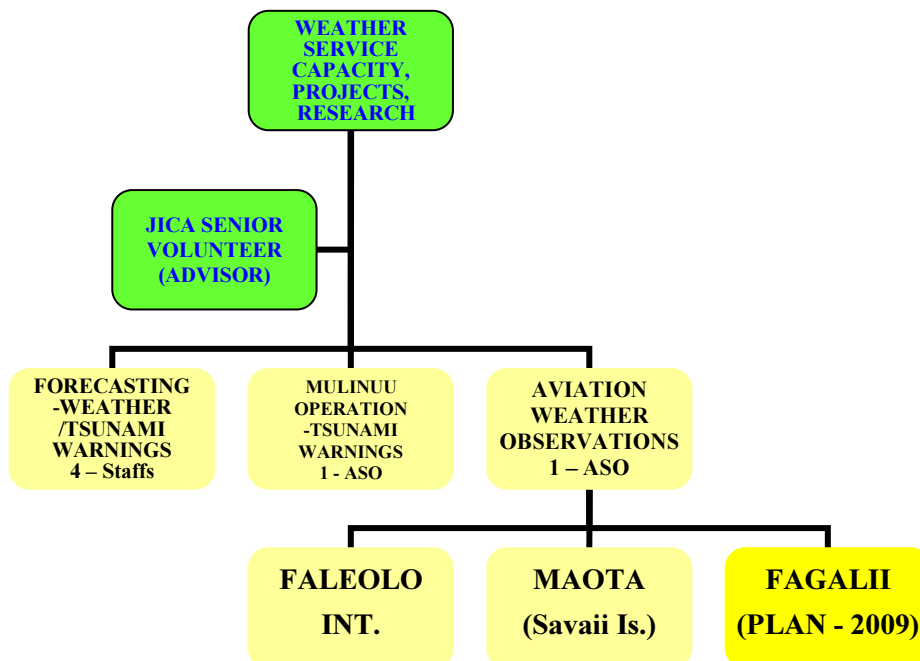 WEATHER
SERVICE
CAPACITY,
PROJECTS,
RESEARCH
JICA SENIOR
VOLUNTEER
(ADVISOR)
FORECASTING
-WEATHER
/TSUNAMI
WARNINGS
4 – Staffs
MULINUU
OPERATION
-TSUNAMI
WARNINGS
1 - ASO
AVIATION
WEATHER
OBSERVATIONS
1 – ASO
FALEOLO
INT.
MAOTA
(Savaii Is.)
FAGALII
(PLAN - 2009)